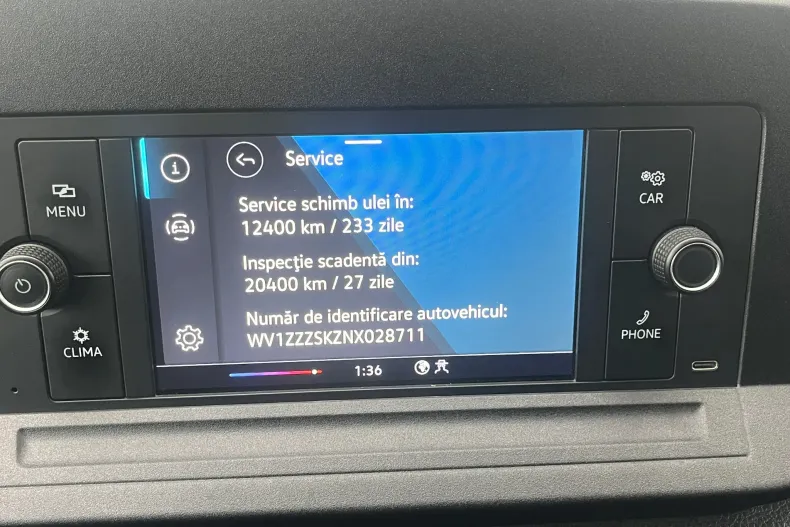 Service
MENU
CAR
Service schimb ulei în:
12400 km / 233 zile
Inspecție scadentă din:
20400 km / 27 zile
Număr de identificare autovehicul:
WV1ZZZSKZNX028711
CLIMA
PHONE
1:36